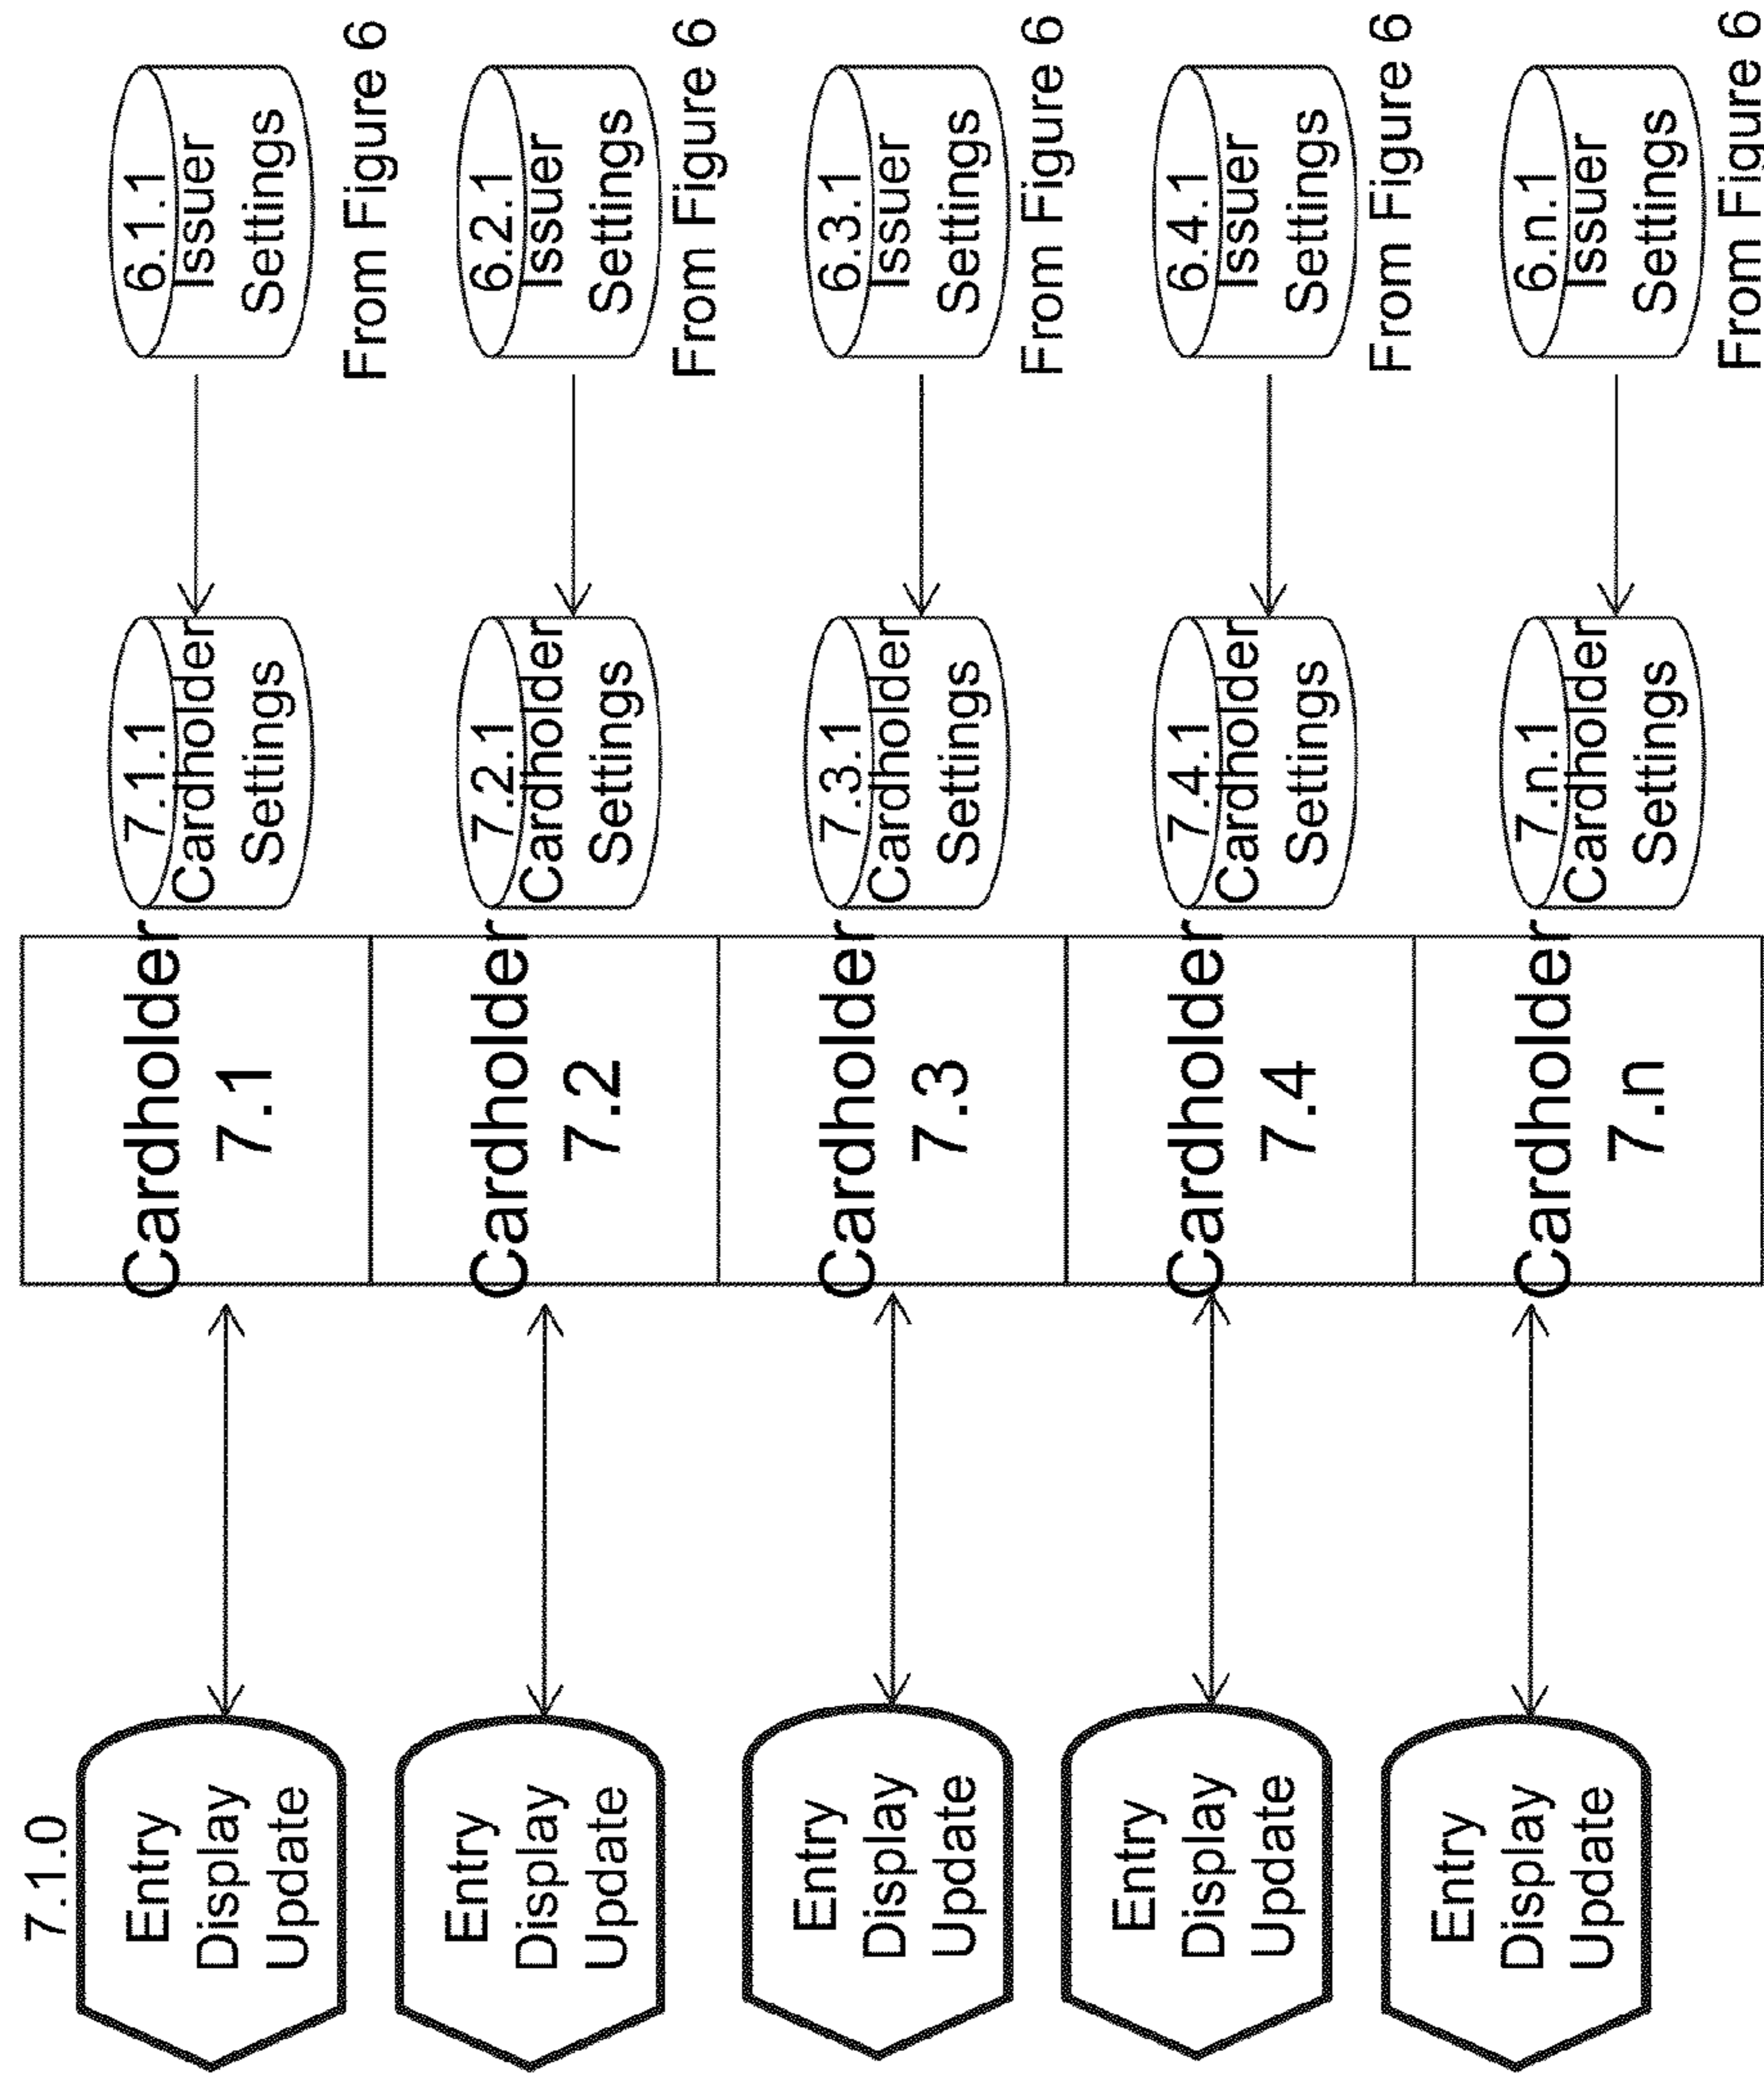 7.1.0
Entry
Display
Update
Cardholder
7.1
7.1.1
Cardholder
Settings
6.1.1
Issuer
Settings
From Figure 6
Entry
Display
Update
Cardholder
7.2
7.2.1
Cardholder
Settings
6.2.1
Issuer
Settings
From Figure 6
Entry
Display
Update
Cardholder
7.3
7.3.1
Cardholder
Settings
6.3.1
Issuer
Settings
From Figure 6
Entry
Display
Update
Cardholder
7.4
7.4.1
Cardholder
Settings
6.4.1
Issuer
Settings
From Figure 6
Entry
Display
Update
Cardholder
7.n
7.n.1
Cardholder
Settings
6.n.1
Issuer
Settings
From Figure 6